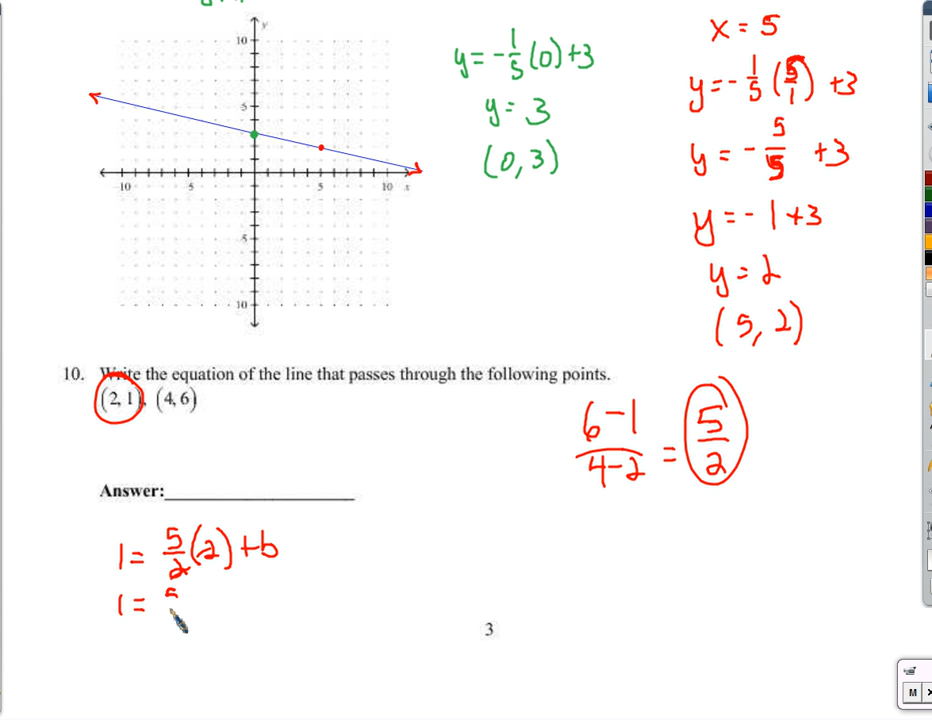 y
10
5
-10
5
5
10
x
5
10
y = -1/5 (0) + 3
y = 3
(0, 3)
x = 5
y = - 1/5 (5/1) + 3
y = - 5/5 + 3
y = - 1 + 3
y = 2
(5, 2)
10. Write the equation of the line that passes through the following points.
(2, 1), (4, 6)
6-1/4-2 = 5/2
Answer:
1 = 5/2 (2) + b
1 = 5
3
M